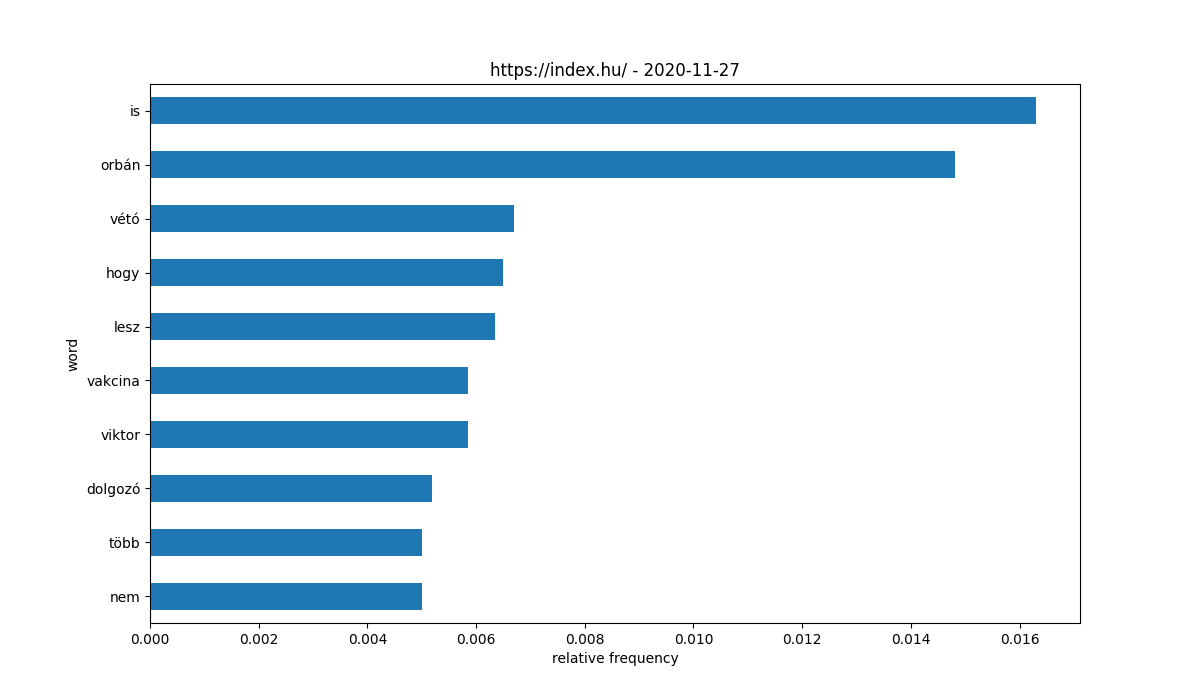 https://index.hu/ - 2020-11-27
is
orbán
vétó
hogy
lesz
vakcina
viktor
dolgozó
több
nem
word
0.000 0.002 0.004 0.006 0.008 0.010 0.012 0.014 0.016
relative frequency